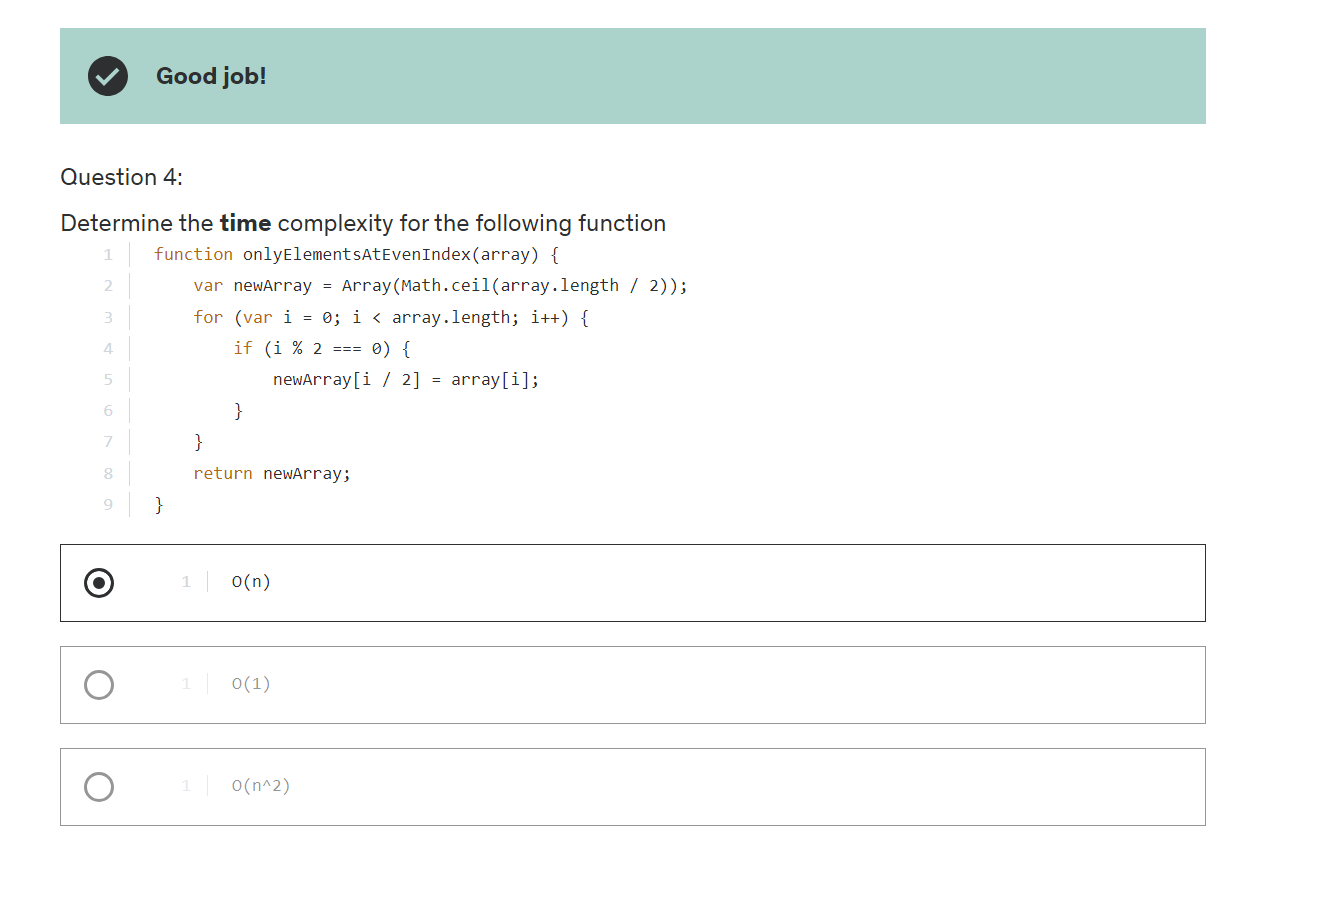 Good job!
Question 4:
Determine the time complexity for the following function
1 function onlyElementsAtEvenIndex(array) {
2 var newArray = Array(Math.ceil(array.length / 2));
3 for (var i = 0; i < array.length; i++) {
4 if (i % 2 === 0) {
5 newArray[i / 2] = array[i];
6 }
7 }
8 return newArray;
9 }
1 O(n)
1 O(1)
1 O(n^2)